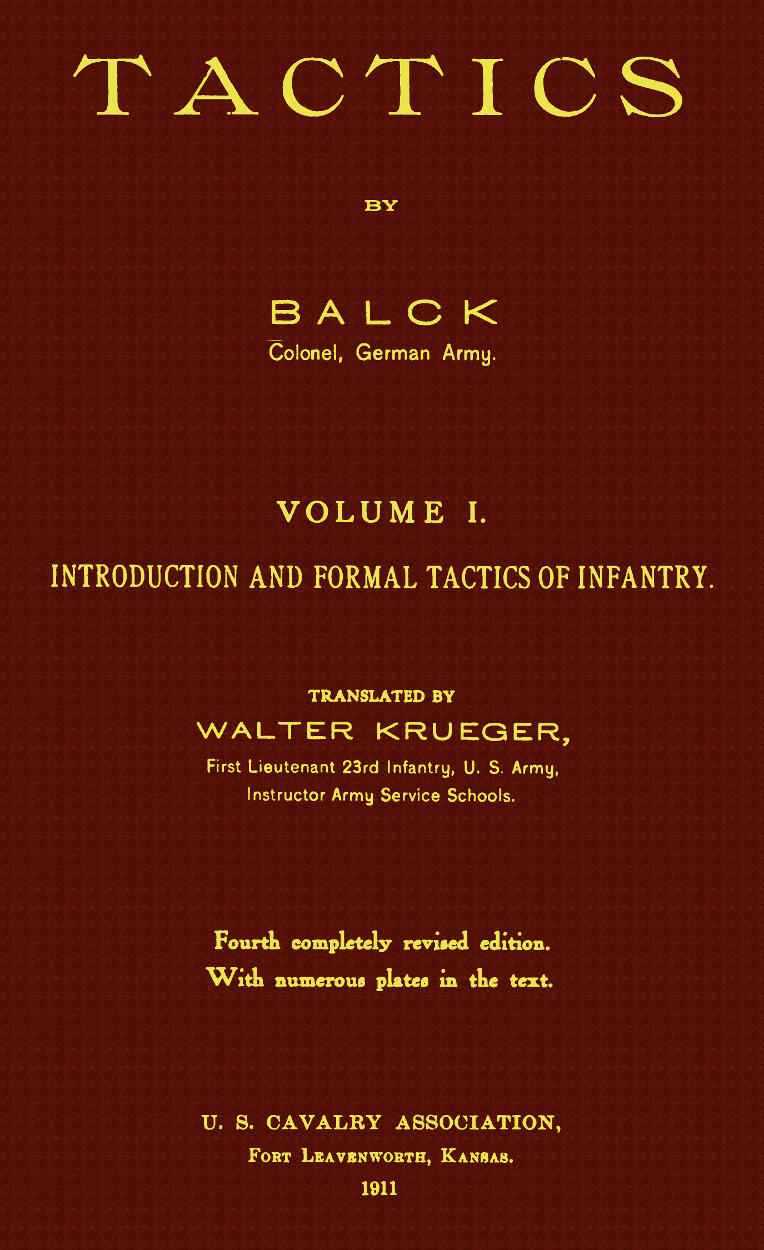 TACTICS
BY
BALCK
Colonel, German Army.
VOLUME I.
INTRODUCTION AND FORMAL TACTICS OF INFANTRY.
TRANSLATED BY
WALTER KRUEGER,
First Lieutenant 23rd Infantry, U. S. Army,
Instructor Army Service Schools.
Fourth completely revised edition.
With numerous plates in the text.
U. S. CAVALRY ASSOCIATION,
FORT LEAVENWORTH, KANSAS.
1911